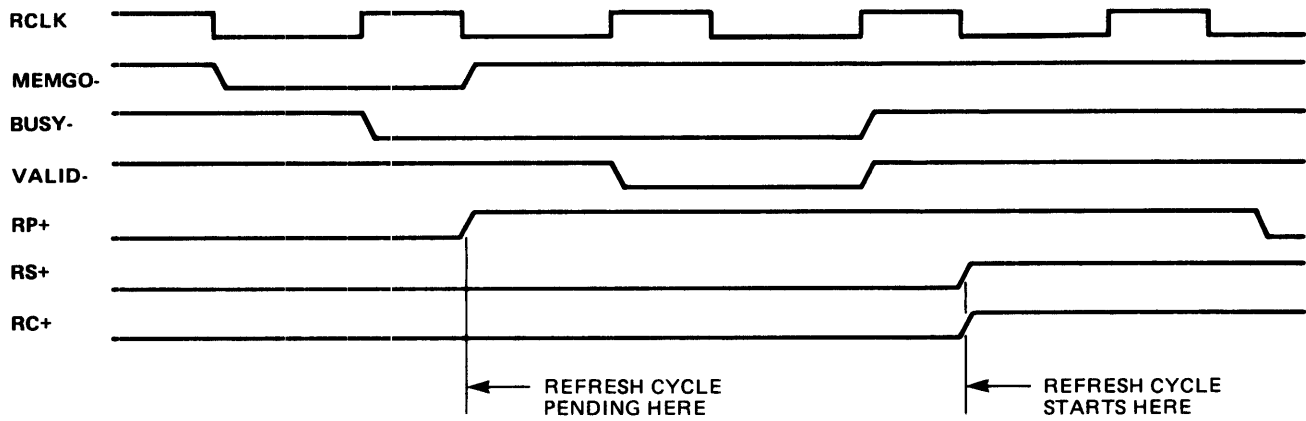 RCLK
MEMGO-
BUSY-
VALID-
RP+
RS+
RC+
REFRESH CYCLE
PENDING HERE
REFRESH CYCLE
STARTS HERE